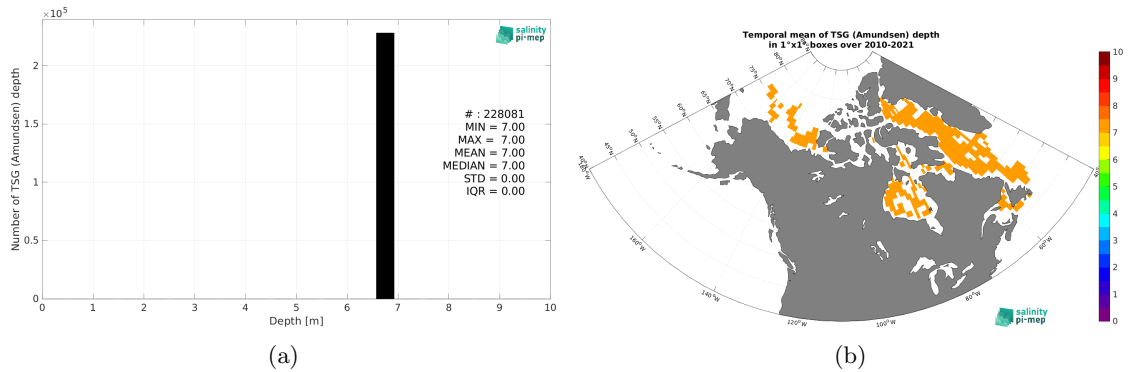 ×10^5
2
1.5
1
0.5
0
Number of TSG (Amundsen) depth
salinity
pi-mep
# : 228081
MIN = 7.00
MAX = 7.00
MEAN = 7.00
MEDIAN = 7.00
STD = 0.00
IQR = 0.00
0 1 2 3 4 5 6 7 8 9 10
Depth [m]
(a)
Temporal mean of TSG (Amundsen) depth
in 1°x1° boxes over 2010-2021
80°N
75°N
70°N
65°N
60°N
55°N
50°N
45°N
160°W
140°W
120°W
100°W
80°W
60°W
10
9
8
7
6
5
4
3
2
1
0
salinity
pi-mep
(b)